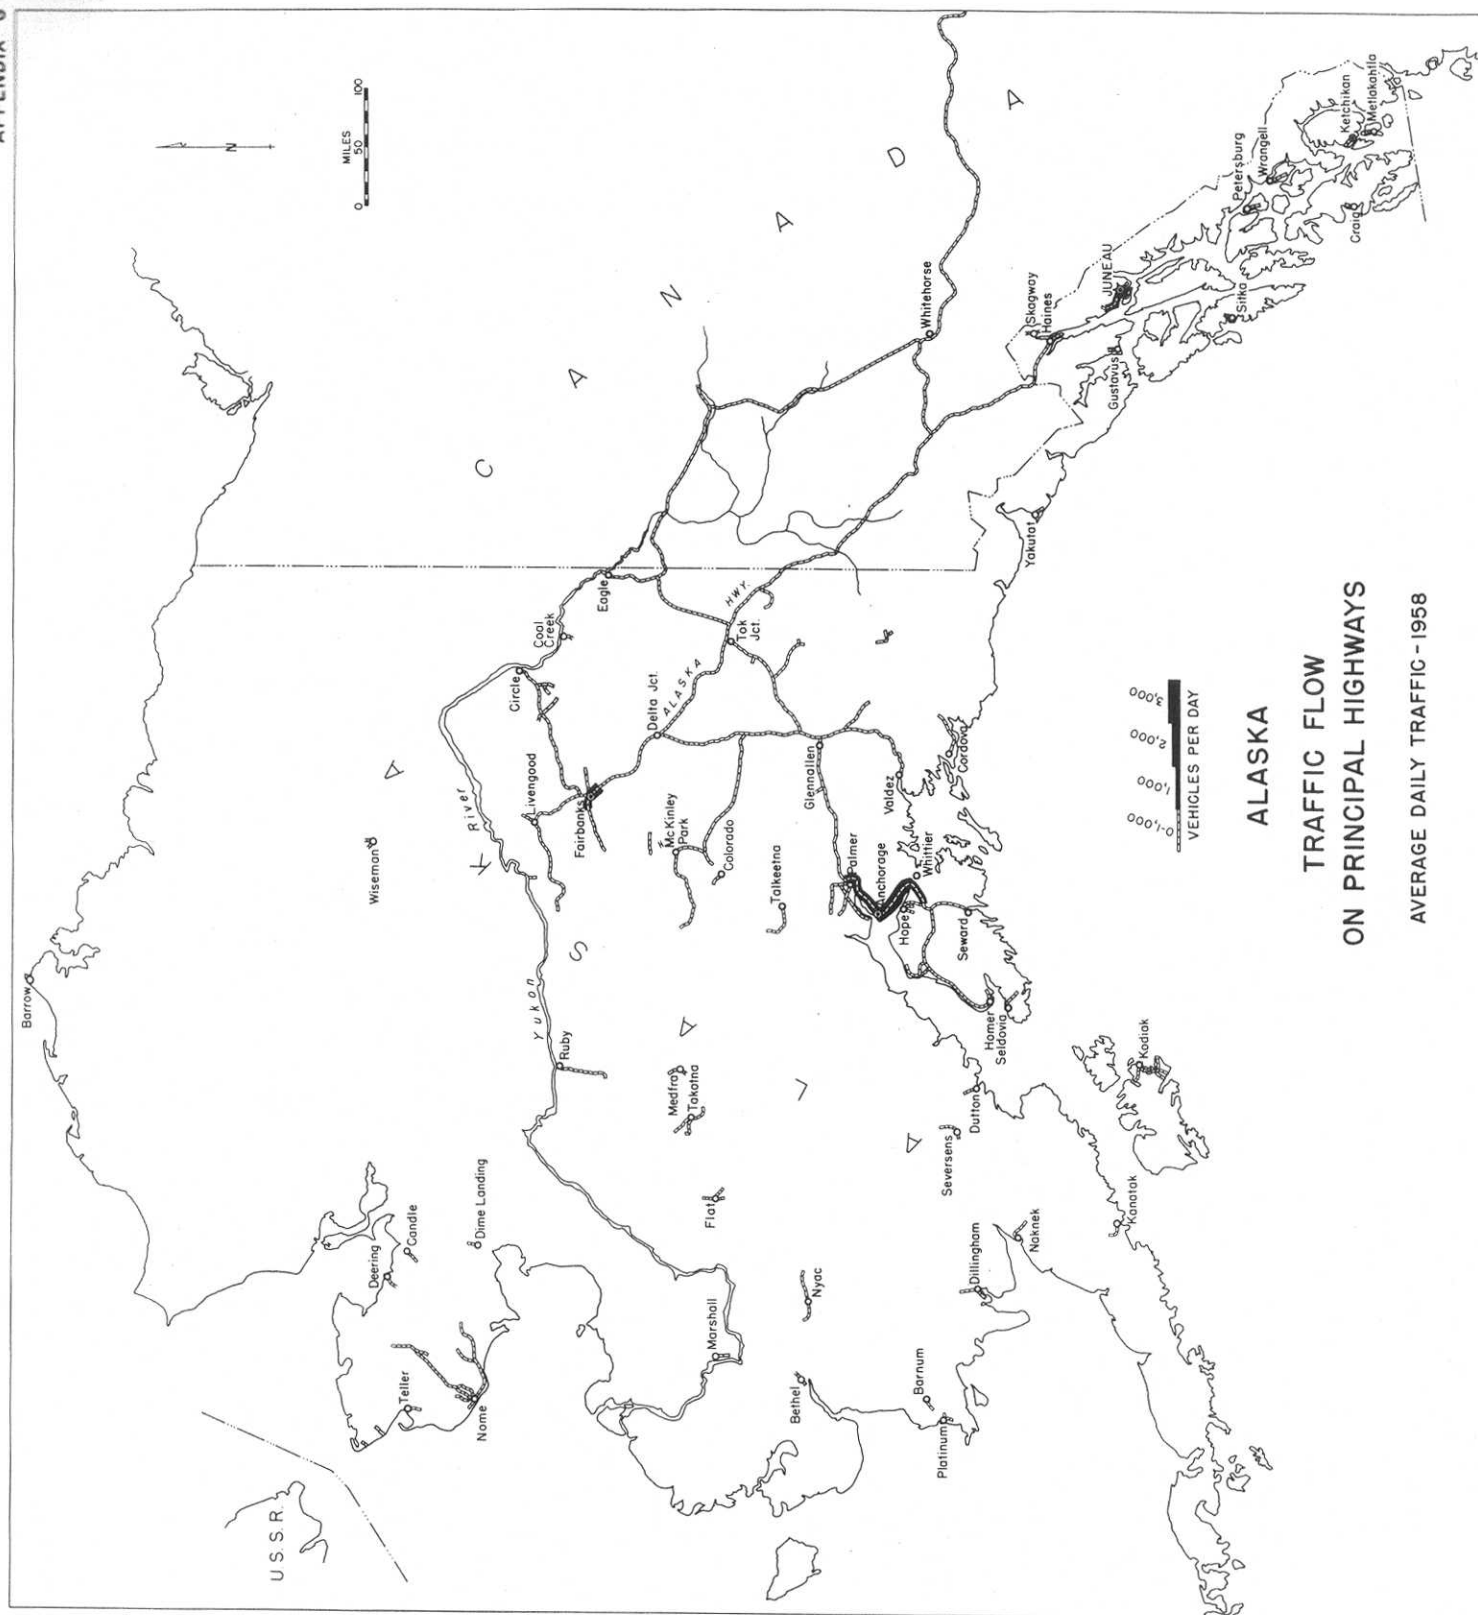 Barrow
U.S.S.R.
MILES
0 50 100
N
Wiseman
Deering
Candle
Dime Landing
Teller
Nome
Yukon River
Circle
Coal
Creek
Eagle
Livengood
Fairbanks
Ruby
Delta Jct.
ALASKA HWY.
Tok
Jct.
McKinley
Park
Colorado
Talkeetna
Medfra
Takotna
Flat
Marshall
Nyac
Bethel
Glennallen
Valdez
Palmer
Anchorage
Whittier
Hope
Seward
Homer
Seldovia
Cordova
Whitehorse
Skagway
Haines
JUNEAU
Gustavus
Yakutat
Sitka
Petersburg
Wrangell
Craig
Ketchikan
Metlakahtla
Barnum
Platinum
Dillingham
Naknek
Seversens
Dutton
Kanatak
Kodiak
ALASKA
CANADA
0-1,000 1,000 2,000 3,000
VEHICLES PER DAY
ALASKA
TRAFFIC FLOW
ON PRINCIPAL HIGHWAYS
AVERAGE DAILY TRAFFIC-1958